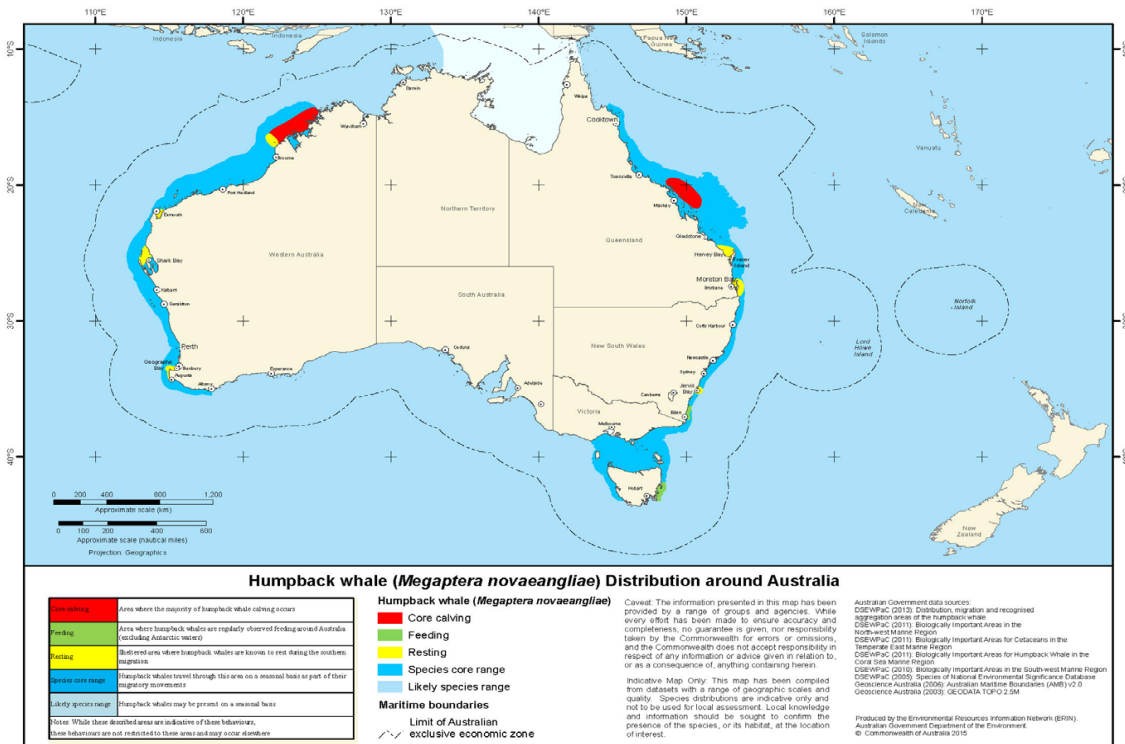 110°E 120°E 130°E 140°E 150°E 160°E 170°E
Indonesia
Indonesia
Papua New
Guinea
Solomon
Islands
10°S
Darwin
Weipa
Wyndham
Cooktown
Broome
Vanuatu
20°S
Port Hedland
Townsville
Mackay
New
Caledonia
Exmouth
Northern Territory
Gladstone
Queensland
Hervey Bay
Fraser
Island
Western Australia
Shark Bay
Moreton Bay
Brisbane
Kalbarri
South Australia
Geraldton
Norfolk
Island
30°S
Coffs Harbour
Perth
Lord
Howe
Island
New South Wales
Ceduna
Newcastle
Geographe
Bay
Bunbury
Augusta
Esperance
Sydney
Albany
Adelaide
Canberra
Jervis
Bay
Victoria
Eden
Melbourne
40°S
Hobart
New
Zealand
0 200 400 600 800 1,200
Approximate scale (km)
0 100 200 400 600
Approximate scale (nautical miles)
Projection: Geographics
Humpback whale (Megaptera novaeangliae) Distribution around Australia
Core calving Area where the majority of humpback whale calving occurs
Feeding Area where humpback whales are regularly observed feeding around Australia
(excluding Antarctic waters)
Resting Sheltered area where humpback whales are known to rest during the southern
migration
Species core range Humpback whales travel through this area on a seasonal basis as part of their
migratory movements
Likely species range Humpback whales may be present on a seasonal basis
Notes: While these described areas are indicative of these behaviours,
these behaviours are not restricted to these areas and may occur elsewhere
Humpback whale (Megaptera novaeangliae)
Core calving
Feeding
Resting
Species core range
Likely species range
Maritime boundaries
Limit of Australian
exclusive economic zone
Caveat: The information presented in this map has been
provided by a range of groups and agencies. While
every effort has been made to ensure accuracy and
completeness, no guarantee is given, nor responsibility
taken by the Commonwealth for errors or omissions,
and the Commonwealth does not accept responsibility in
respect of any information or advice given in relation to,
or as a consequence of, anything contained herein.
Indicative Map Only: This map has been compiled
from datasets with a range of geographic scales and
quality. Species distributions are indicative only and
not to be used for local assessment. Local knowledge
and information should be sought to confirm the
presence of the species, or its habitat, at the location
of interest.
Australian Government data sources:
DSEWPaC (2013): Distribution, migration and recognised
aggregation areas of the humpback whale
DSEWPaC (2011): Biologically Important Areas in the
North-west Marine Region
DSEWPaC (2011): Biologically Important Areas for Cetaceans in the
Temperate East Marine Region
DSEWPaC (2011): Biologically Important Areas for Humpback Whale in the
Coral Sea Marine Region
DSEWPaC (2010): Biologically Important Areas in the South-west Marine Region
DSEWPaC (2005): Species of National Environmental Significance Database
Geoscience Australia (2006): Australian Maritime Boundaries (AMB) v2.0
Geoscience Australia (2003): GEODATA TOPO 2.5M
Produced by the Environmental Resources Information Network (ERIN).
Australian Government Department of the Environment.
© Commonwealth of Australia 2015